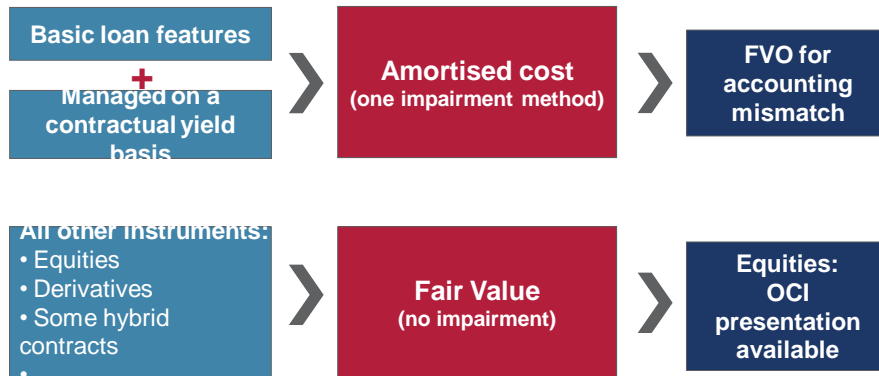 Basic loan features
+
Managed on a
contractual yield
basis
Amortised cost
(one impairment method)
FVO for
accounting
mismatch
All other instruments:
• Equities
• Derivatives
• Some hybrid
contracts
•
Fair Value
(no impairment)
Equities:
OCI
presentation
available